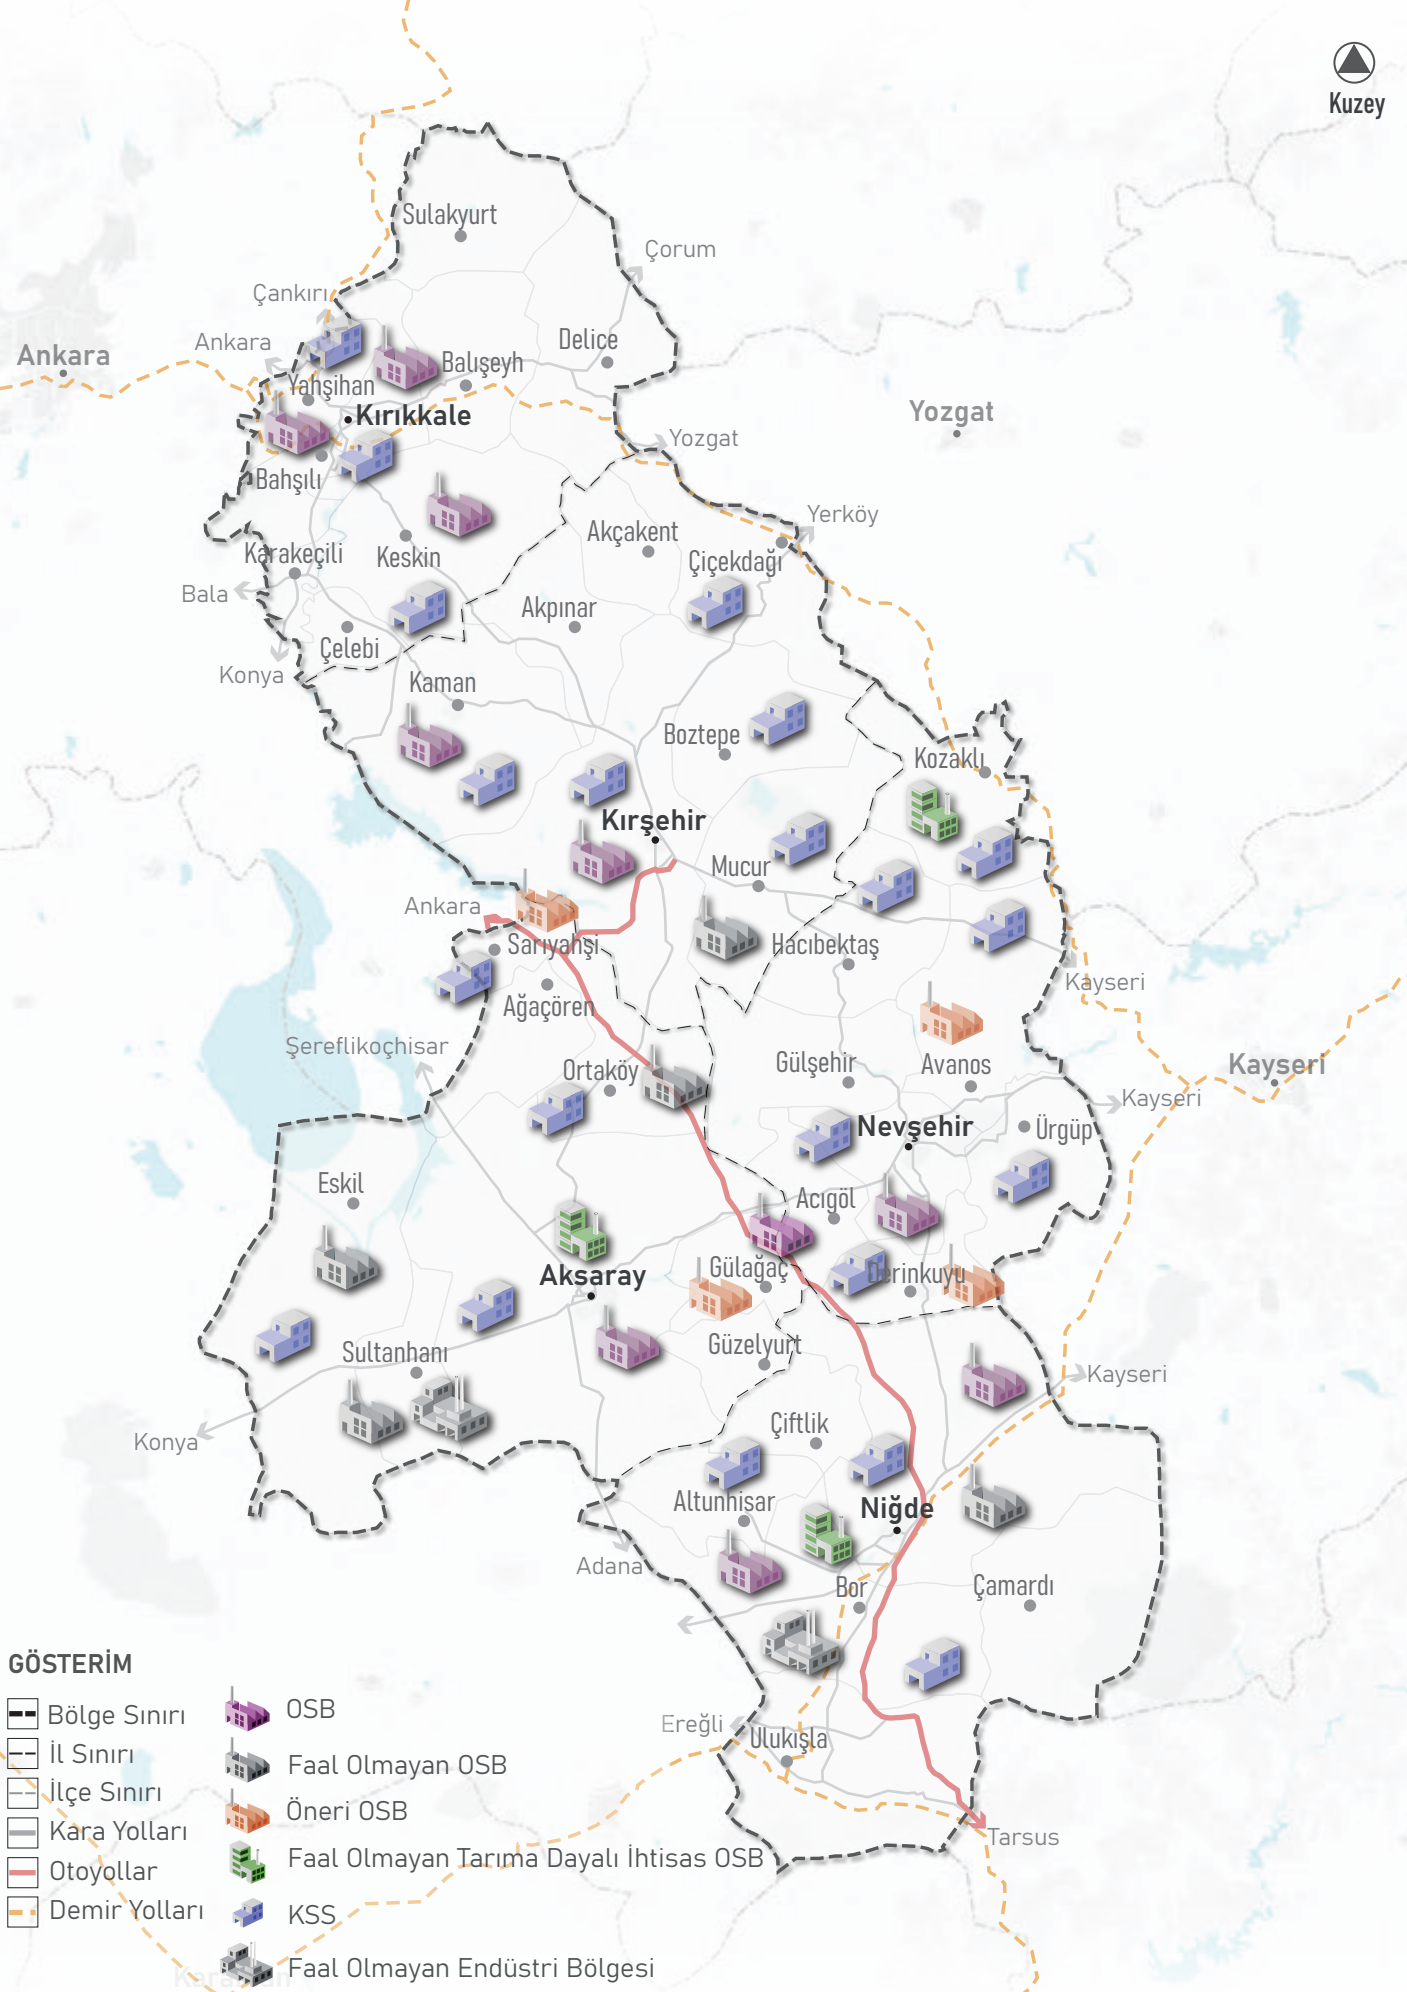 Kuzey
Sulakyurt
Çorum
Çankırı
Ankara
Delice
Ankara
Balışeyh
Yahşihan
Kırıkkale
Yozgat
Yozgat
Bahşılı
Yerköy
Akçakent
Karakeçili
Keskin
Çiçekdağı
Bala
Akpınar
Çelebi
Konya
Kaman
Boztepe
Kozaklı
Kırşehir
Mucur
Ankara
Sarıyahşi
Hacıbektaş
Kayseri
Ağaçören
Şereflikoçhisar
Ortaköy
Gülşehir
Avanos
Kayseri
Kayseri
Nevşehir
Ürgüp
Eskil
Acıgöl
Aksaray
Gülağaç
Derinkuyu
Güzelyurt
Sultanhanı
Kayseri
Konya
Çiftlik
Altunhisar
Niğde
Adana
Bor
Çamardı
Ereğli
Ulukışla
Tarsus
GÖSTERİM
Bölge Sınırı
İl Sınırı
İlçe Sınırı
Kara Yolları
Otoyollar
Demir Yolları
OSB
Faal Olmayan OSB
Öneri OSB
Faal Olmayan Tarıma Dayalı İhtisas OSB
KSS
Faal Olmayan Endüstri Bölgesi